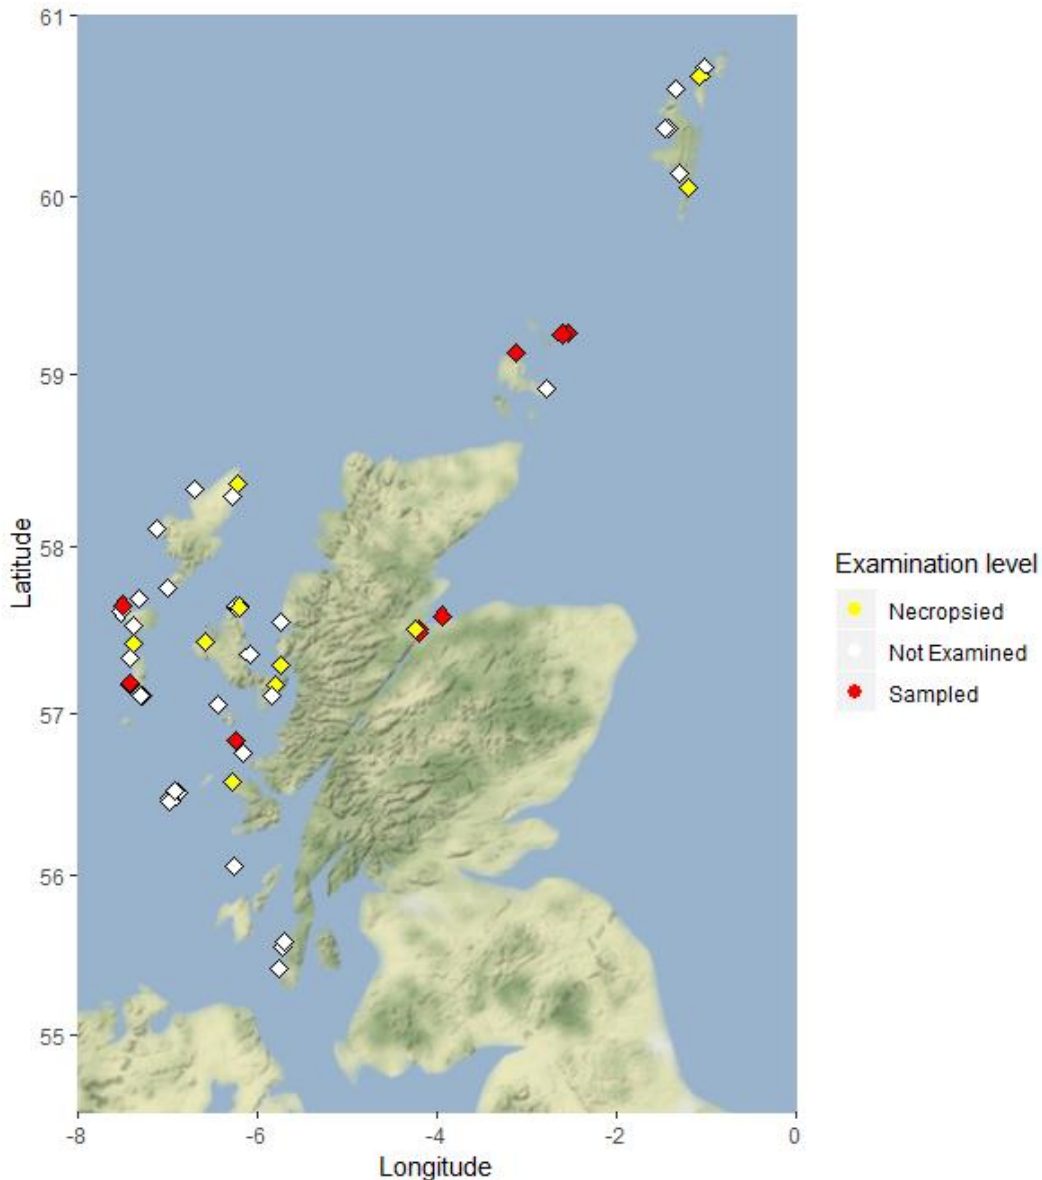 61
60
59
58
57
56
55
Latitude
-8
-6
-4
-2
0
Longitude
Examination level
Necropsied
Not Examined
Sampled